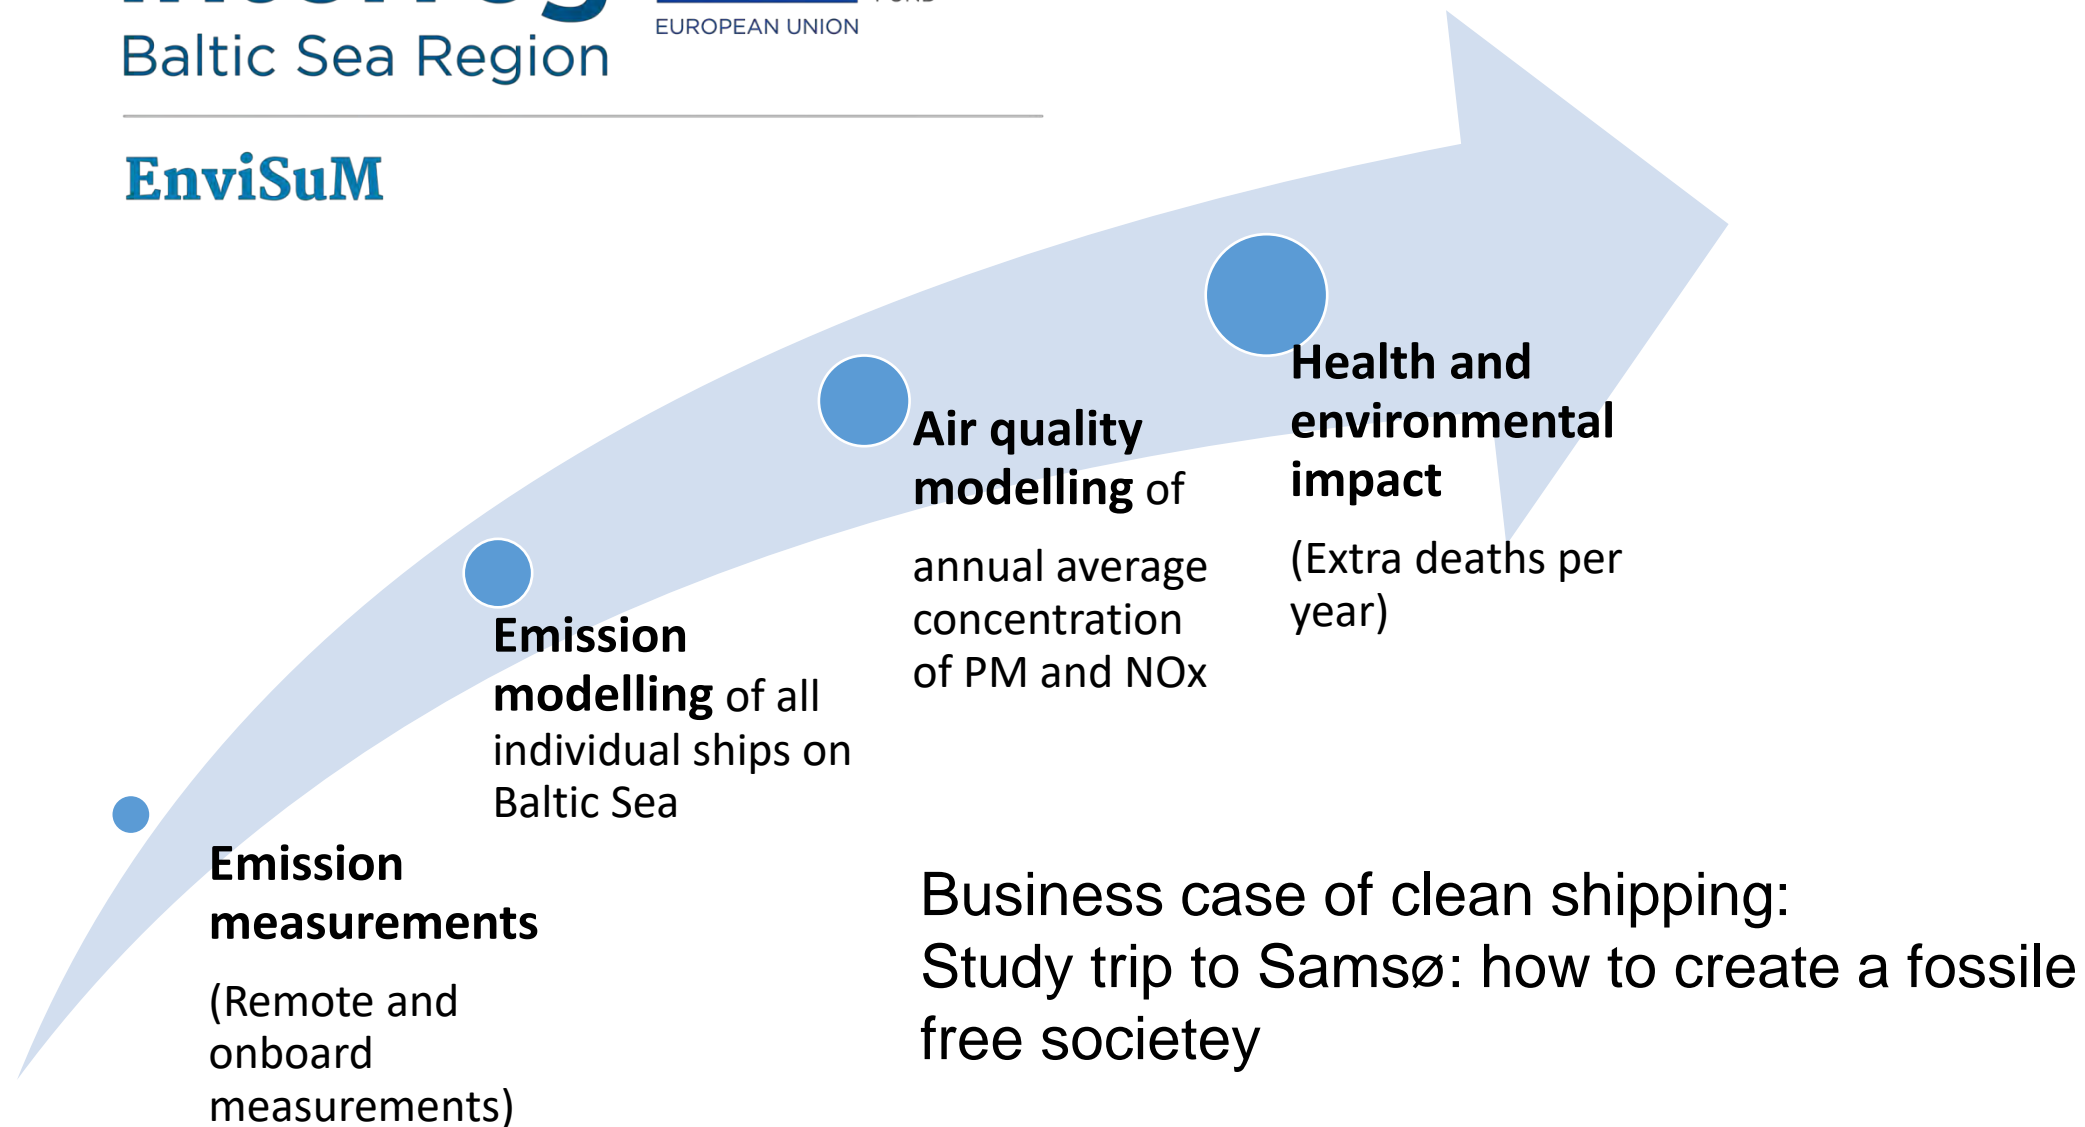 Interreg
EUROPEAN UNION
FUND
Baltic Sea Region
EnviSuM
Health and
environmental
impact
(Extra deaths per
year)
Air quality
modelling of
annual average
concentration
of PM and NOx
Emission
modelling of all
individual ships on
Baltic Sea
Emission
measurements
(Remote and
onboard
measurements)
Business case of clean shipping:
Study trip to Samsø: how to create a fossile
free societey